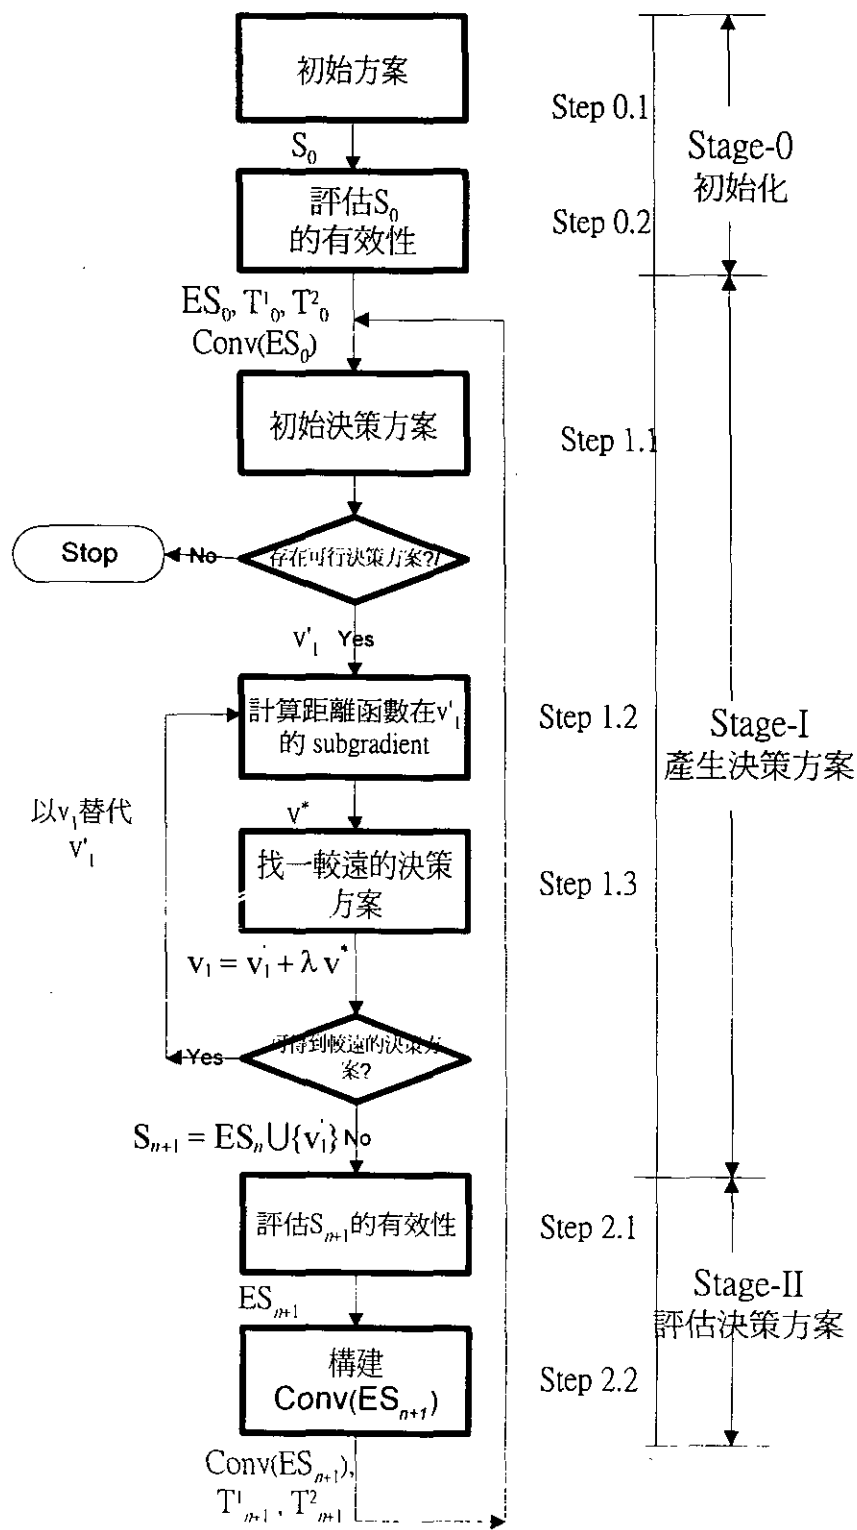 初始方案
Step 0.1
S₀
Stage-0
初始化
評估S₀
的有效性
Step 0.2
ES₀, T¹₀, T²₀
Conv(ES₀)
初始決策方案
Step 1.1
存在可行決策方案?/
No
Stop
v'₁ Yes
計算距離函數在v'₁
的 subgradient
Step 1.2
Stage-I
產生決策方案
以v₁替代
v'₁
v*
找一較遠的決策
方案
Step 1.3
v₁ = v'₁ + λ v*
可得到較遠的決策方
案?
Yes
Sₙ₊₁ = ESₙ ⋃{v'₁} No
評估Sₙ₊₁的有效性
Step 2.1
ESₙ₊₁
Stage-II
評估決策方案
構建
Conv(ESₙ₊₁)
Step 2.2
Conv(ESₙ₊₁),
T¹ₙ₊₁ , T²ₙ₊₁